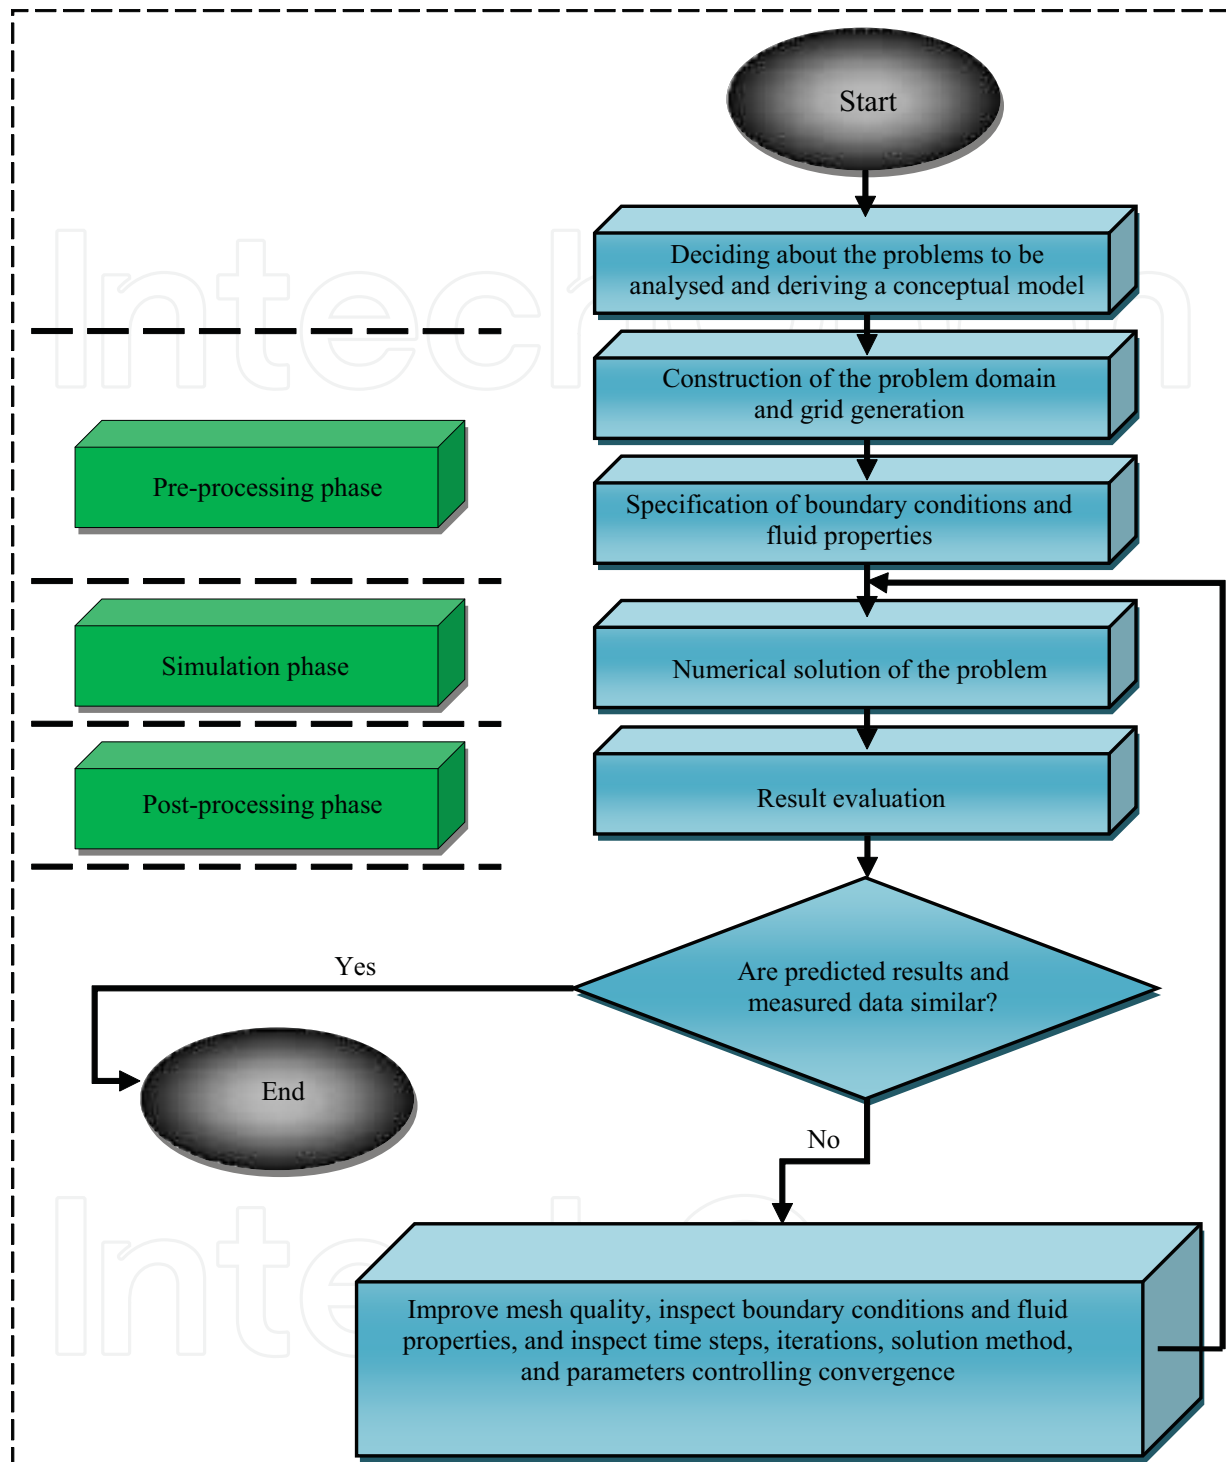 Start
Deciding about the problems to be
analysed and deriving a conceptual model
Construction of the problem domain
and grid generation
Pre-processing phase
Specification of boundary conditions and
fluid properties
Simulation phase
Numerical solution of the problem
Post-processing phase
Result evaluation
Are predicted results and
measured data similar?
Yes
End
No
Improve mesh quality, inspect boundary conditions and fluid
properties, and inspect time steps, iterations, solution method,
and parameters controlling convergence